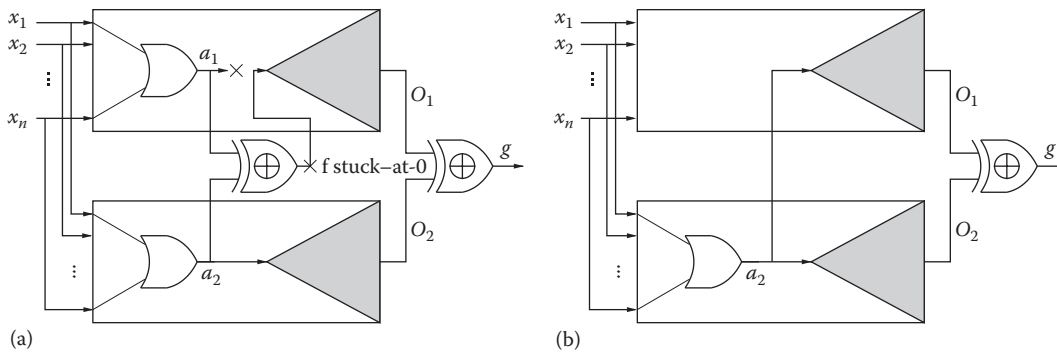 x1
x2
⋮
xn
a1
O1
f stuck–at-0
g
O2
a2
⋮
(a)
x1
x2
⋮
xn
O1
g
O2
a2
⋮
(b)